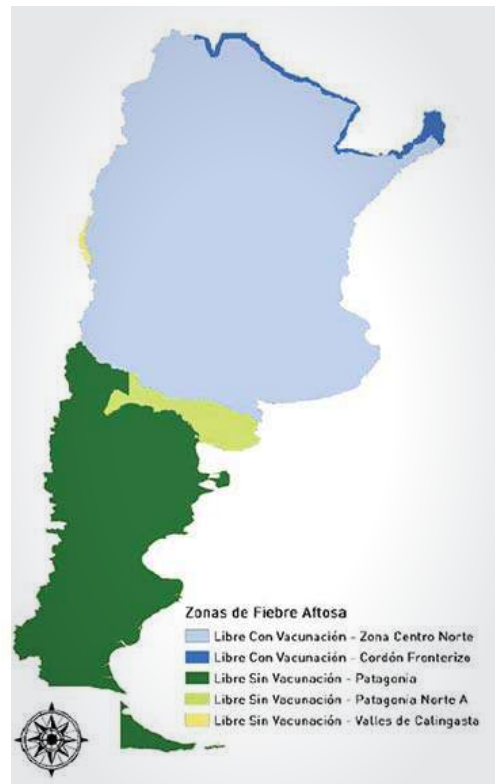 Zonas de Fiebre Aftosa
Libre Con Vacunación - Zona Centro Norte
Libre Con Vacunación - Cordón Fronterizo
Libre Sin Vacunación - Patagonia
Libre Sin Vacunación - Patagonia Norte A
Libre Sin Vacunación - Valles de Calingasta